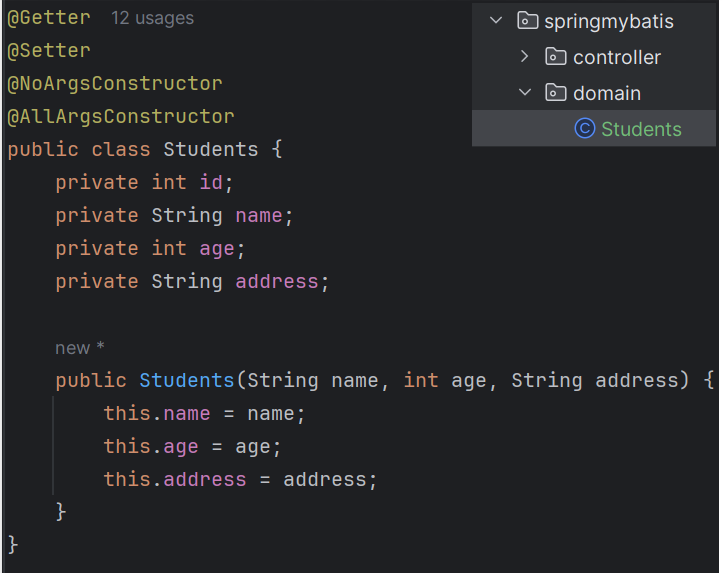 @Getter 12 usages
@Setter
@NoArgsConstructor
@AllArgsConstructor
public class Students {
    private int id;
    private String name;
    private int age;
    private String address;
    new *
    public Students(String name, int age, String address) {
        this.name = name;
        this.age = age;
        this.address = address;
    }
}
springmybatis
controller
domain
C Students